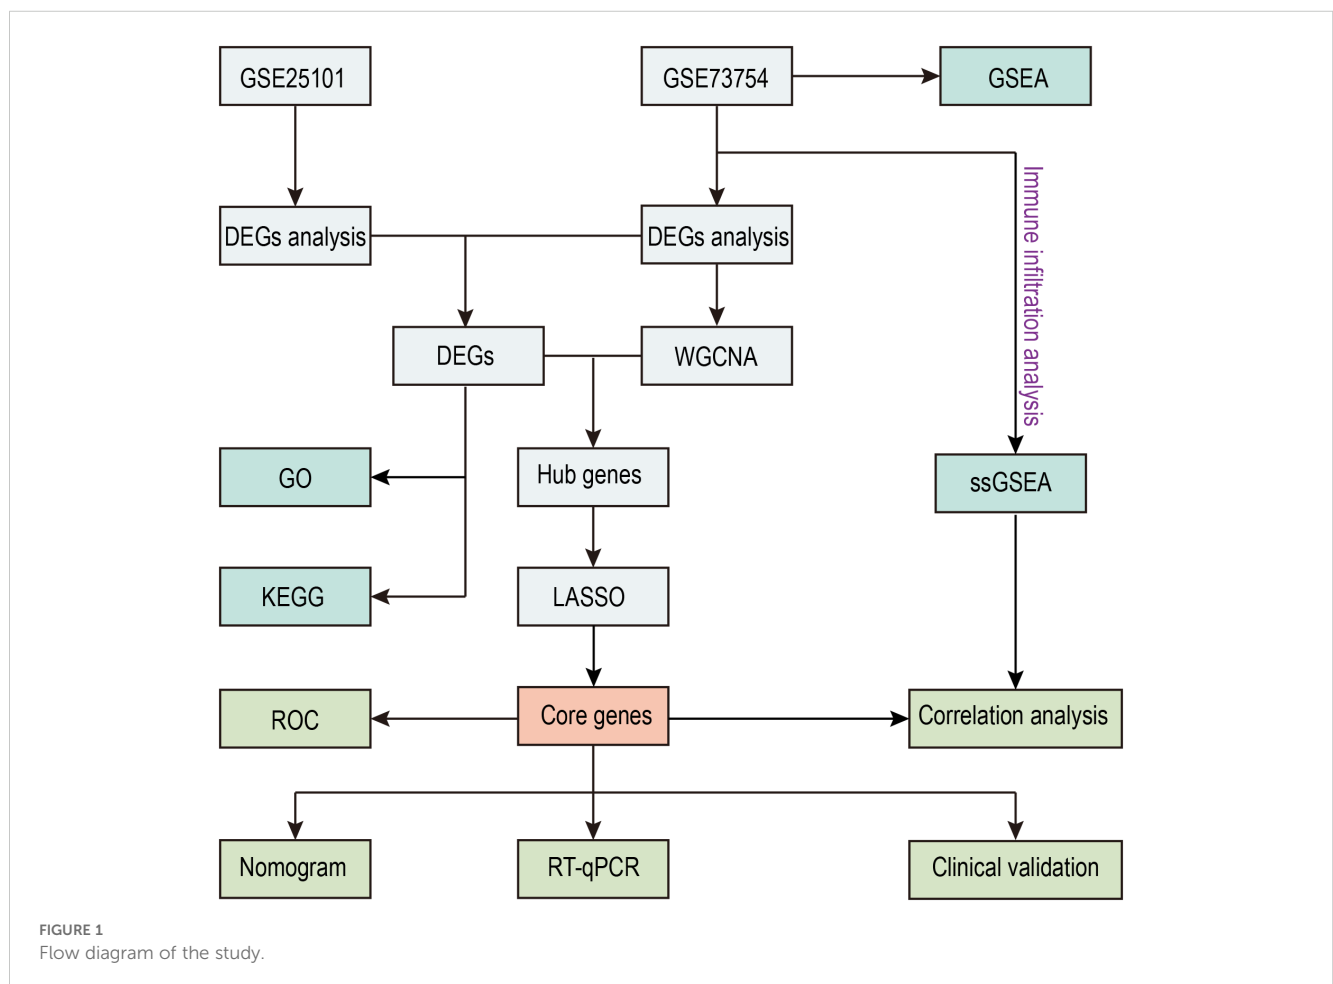 GSE25101
GSE73754
GSEA
Immune infiltration analysis
DEGs analysis
DEGs analysis
DEGs
WGCNA
GO
Hub genes
ssGSEA
KEGG
LASSO
ROC
Core genes
Correlation analysis
Nomogram
RT-qPCR
Clinical validation
FIGURE 1
Flow diagram of the study.